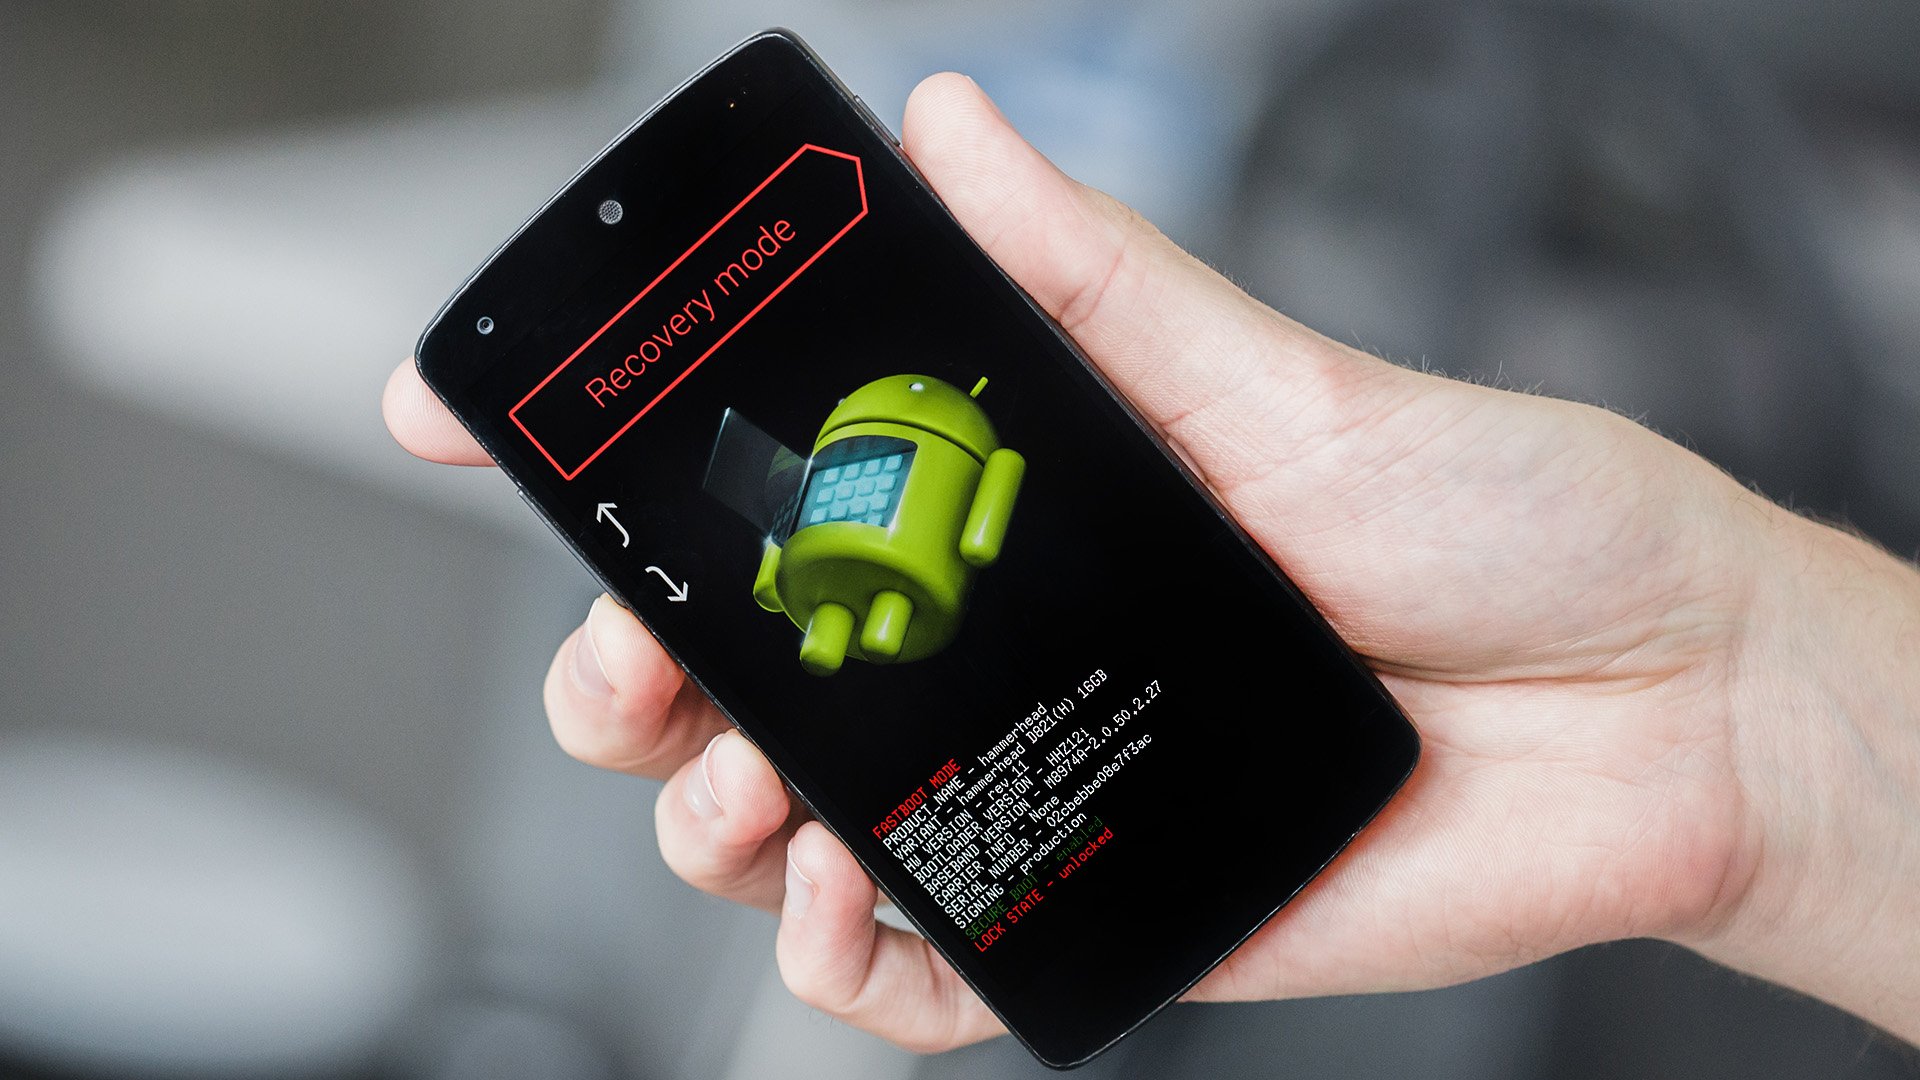 Recovery mode
FASTBOOT MODE
PRODUCT_NAME - hammerhead
VARIANT - hammerhead D821(H) 16GB
HW VERSION - rev_11
BOOTLOADER VERSION - HHZ12i
BASEBAND VERSION - M8974A-2.0.50.2.27
CARRIER INFO - None
SERIAL NUMBER - 02cbebbe08e7f3ac
SIGNING - production
SECURE BOOT - enabled
LOCK STATE - unlocked